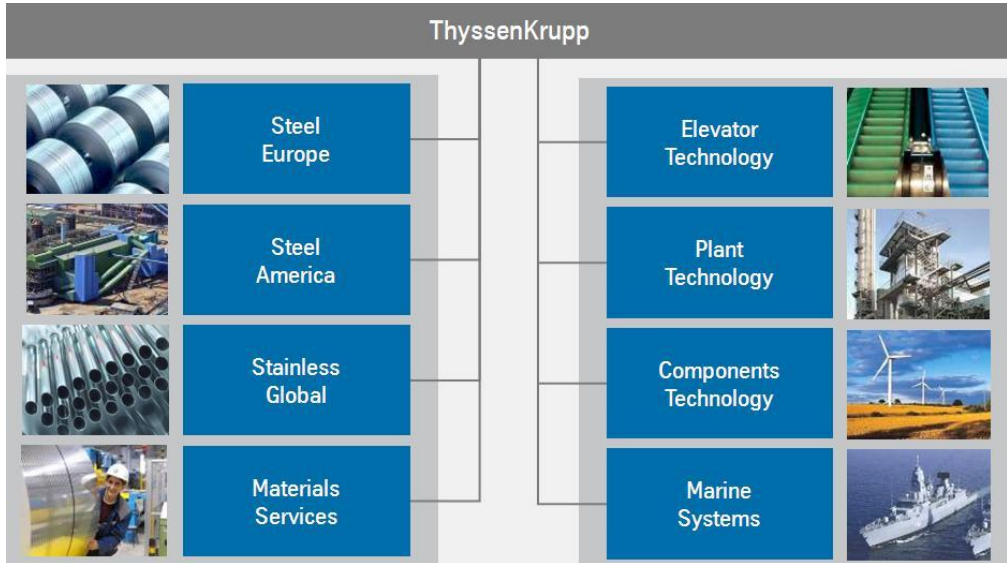 ThyssenKrupp
Steel
Europe
Steel
America
Stainless
Global
Materials
Services
Elevator
Technology
Plant
Technology
Components
Technology
Marine
Systems